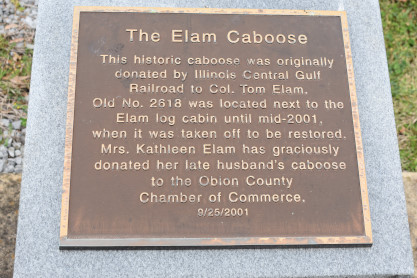 The Elam Caboose
This historic caboose was originally
donated by Illinois Central Gulf
Railroad to Col. Tom Elam.
Old No. 2618 was located next to the
Elam log cabin until mid-2001,
when it was taken off to be restored.
Mrs. Kathleen Elam has graciously
donated her late husband's caboose
to the Obion County
Chamber of Commerce.
9/25/2001